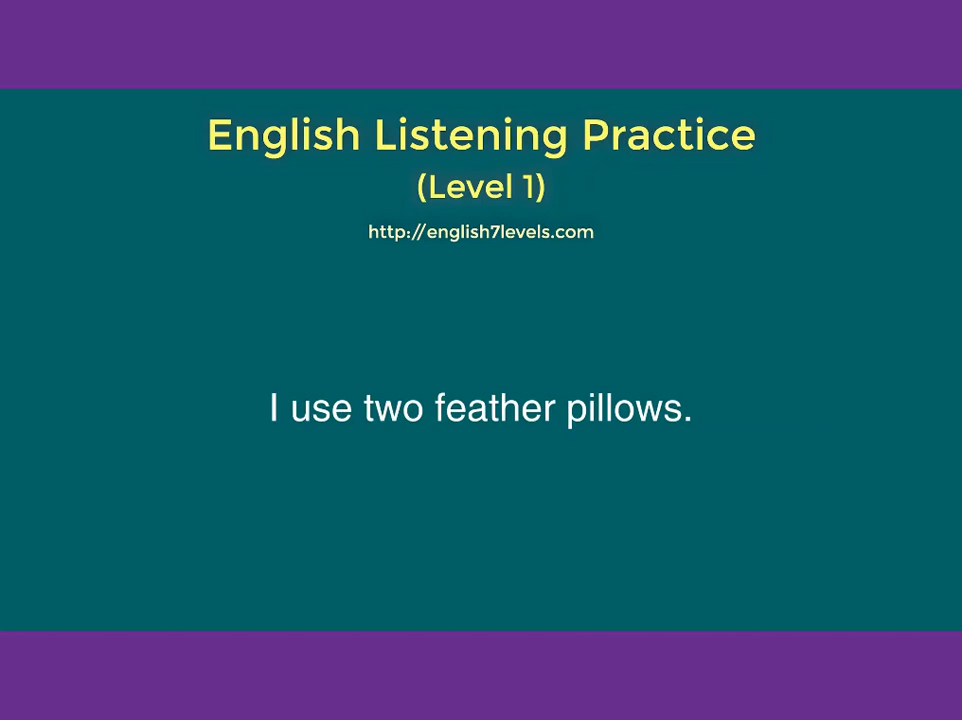 English Listening Practice
(Level 1)
http://english7levels.com
I use two feather pillows.